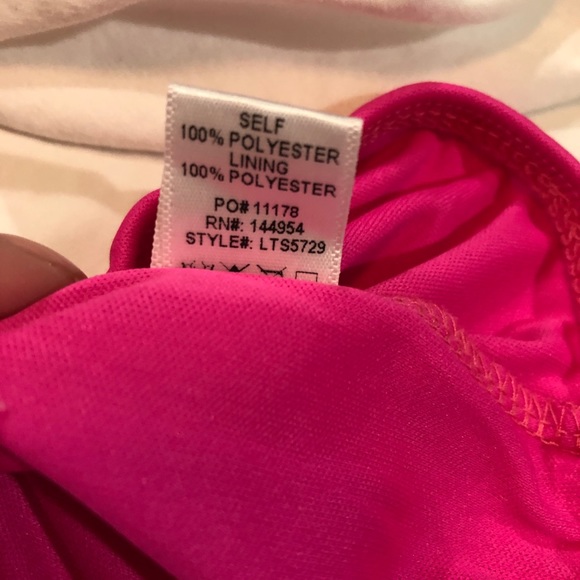 SELF
100% POLYESTER
LINING
100% POLYESTER
PO# 11178
RN#: 144954
STYLE#: LTS5729